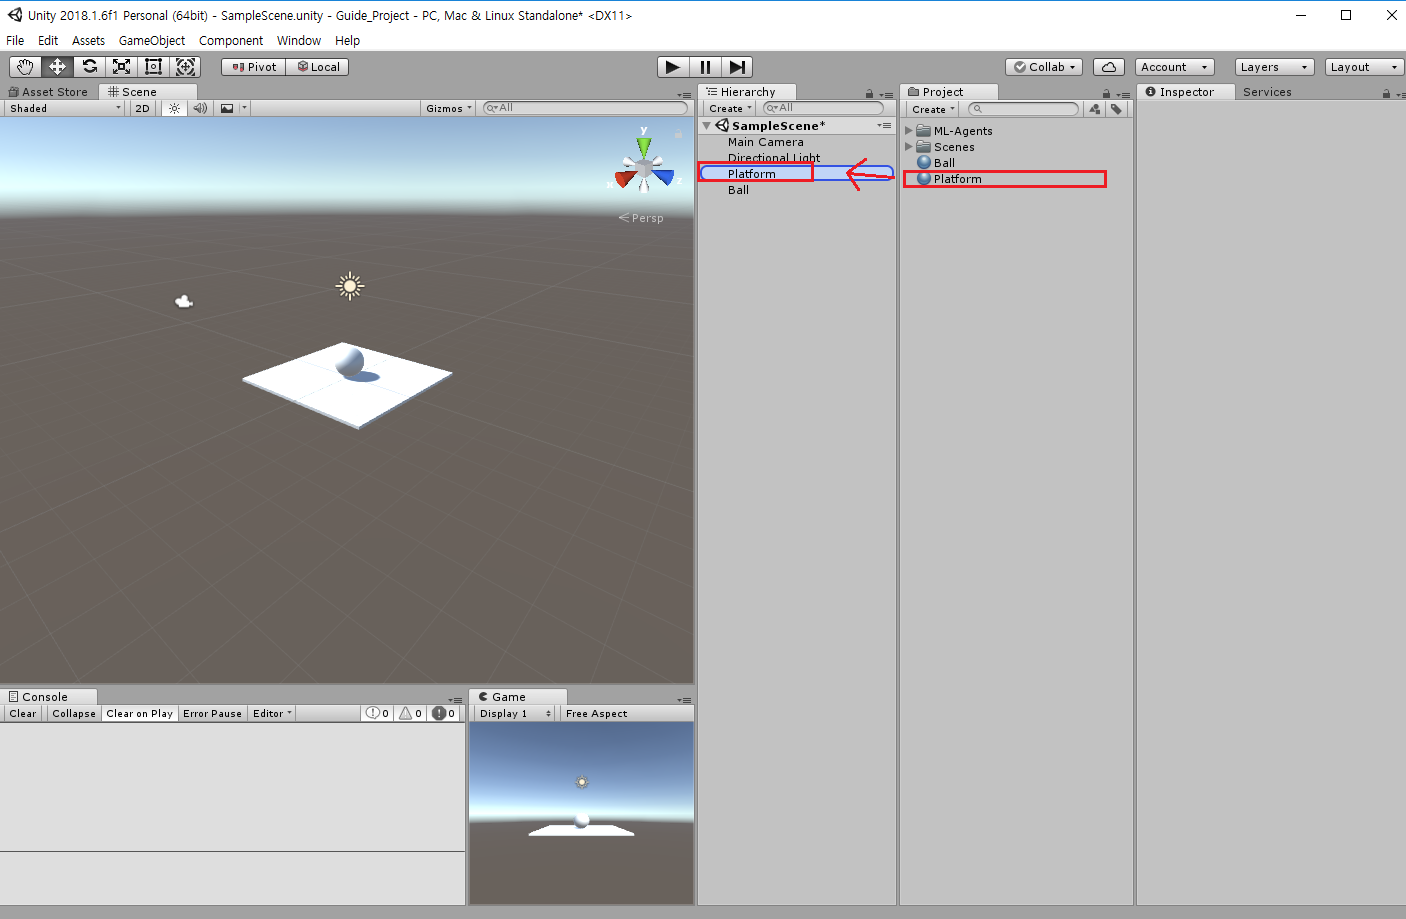 Unity 2018.1.6f1 Personal (64bit) - SampleScene.unity - Guide_Project - PC, Mac & Linux Standalone* <DX11>
File Edit Assets GameObject Component Window Help
Pivot Local Collab Account Layers Layout
Asset Store Scene
Shaded 2D Gizmos All
y
x
z
Persp
Hierarchy
Create All
SampleScene*
Main Camera
Directional Light
Platform
Ball
Project
Create
ML-Agents
Scenes
Ball
Platform
Inspector Services
Console
Clear Collapse Clear on Play Error Pause Editor 0 0 0
Game
Display 1 Free Aspect